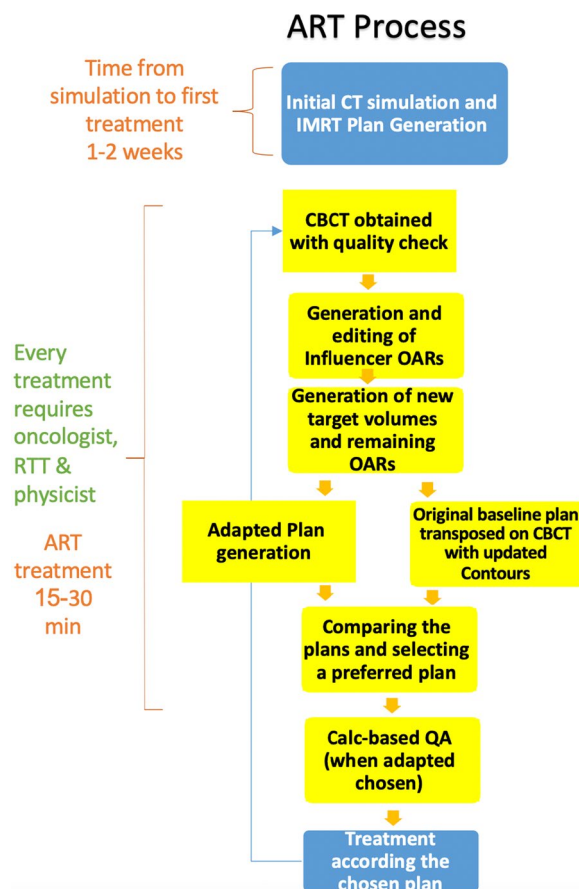 ART Process
Time from
simulation to first
treatment
1-2 weeks
Initial CT simulation and
IMRT Plan Generation
CBCT obtained
with quality check
Generation and
editing of
Influencer OARs
Generation of new
target volumes
and remaining
OARs
Every
treatment
requires
oncologist,
RTT &
physicist
ART
treatment
15-30
min
Adapted Plan
generation
Original baseline plan
transposed on CBCT
with updated
Contours
Comparing the
plans and selecting
a preferred plan
Calc-based QA
(when adapted
chosen)
Treatment
according the
chosen plan